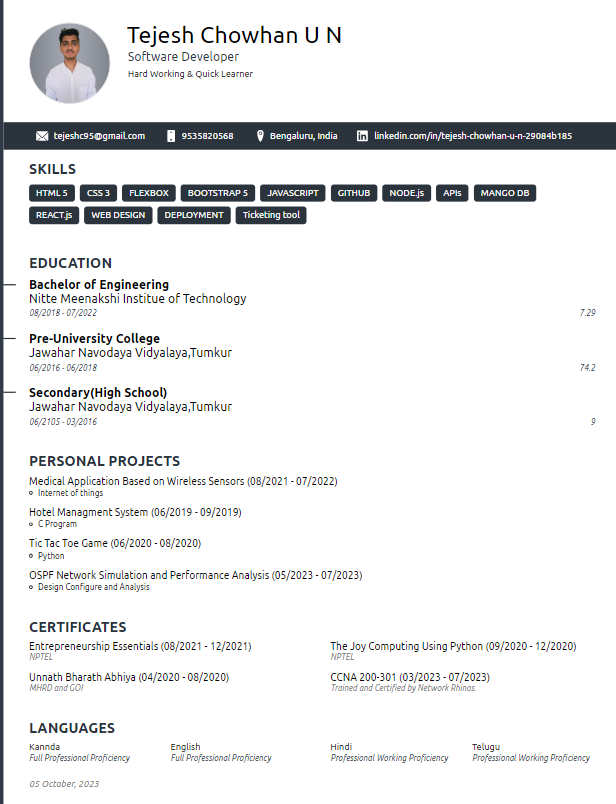 Tejesh Chowhan U N
Software Developer
Hard Working & Quick Learner
tejeshc95@gmail.com 9535820568 Bengaluru, India linkedin.com/in/tejesh-chowhan-u-n-29084b185
SKILLS
HTML 5 CSS 3 FLEXBOX BOOTSTRAP 5 JAVASCRIPT GITHUB NODE.js APIs MANGO DB
REACT.js WEB DESIGN DEPLOYMENT Ticketing tool
EDUCATION
Bachelor of Engineering
Nitte Meenakshi Institue of Technology
08/2018 - 07/2022 7.29
Pre-University College
Jawahar Navodaya Vidyalaya,Tumkur
06/2016 - 06/2018 74.2
Secondary(High School)
Jawahar Navodaya Vidyalaya,Tumkur
06/2105 - 03/2016 9
PERSONAL PROJECTS
Medical Application Based on Wireless Sensors (08/2021 - 07/2022)
Internet of things
Hotel Managment System (06/2019 - 09/2019)
C Program
Tic Tac Toe Game (06/2020 - 08/2020)
Python
OSPF Network Simulation and Performance Analysis (05/2023 - 07/2023)
Design Configure and Analysis
CERTIFICATES
Entrepreneurship Essentials (08/2021 - 12/2021) The Joy Computing Using Python (09/2020 - 12/2020)
NPTEL NPTEL
Unnath Bharath Abhiya (04/2020 - 08/2020) CCNA 200-301 (03/2023 - 07/2023)
MHRD and GOI Trained and Certified by Network Rhinos.
LANGUAGES
Kannda English Hindi Telugu
Full Professional Proficiency Full Professional Proficiency Professional Working Proficiency Professional Working Proficiency
05 October, 2023